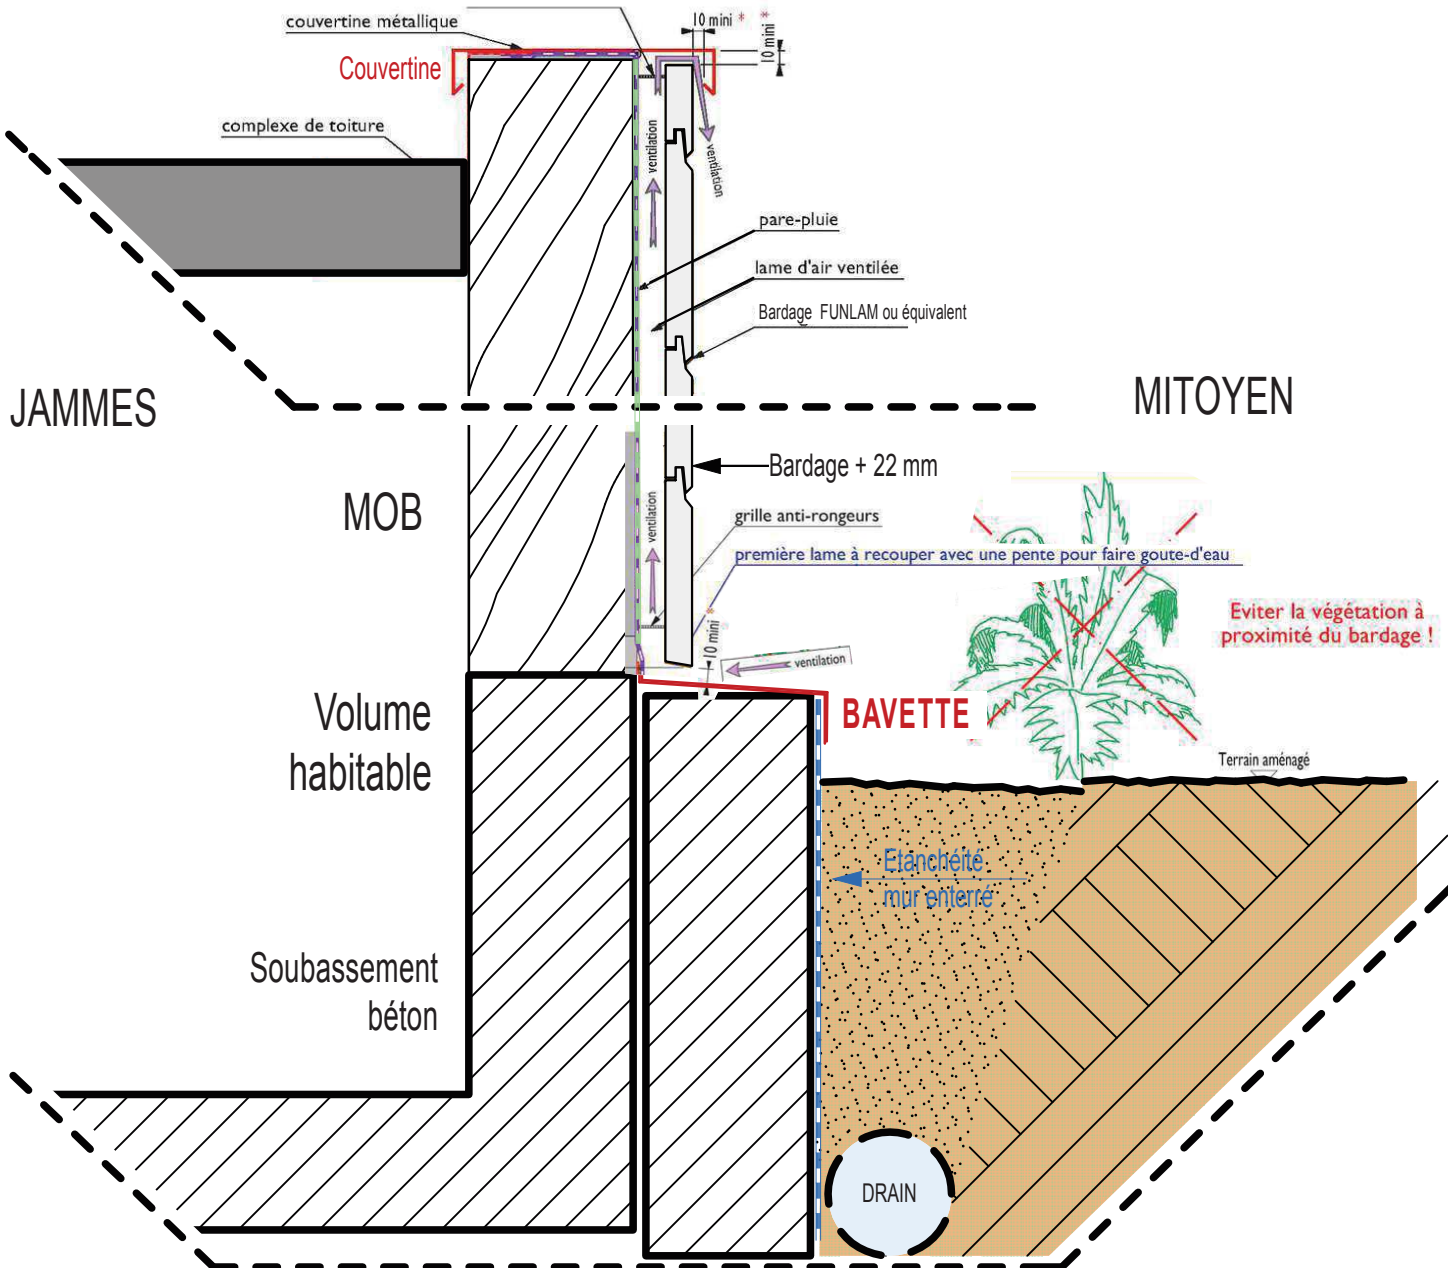 couvertine métallique
10 mini *
10 mini *
Couvertine
complexe de toiture
ventilation
ventilation
pare-pluie
lame d'air ventilée
Bardage FUNLAM ou équivalent
JAMMES
MITOYEN
Bardage + 22 mm
MOB
grille anti-rongeurs
ventilation
première lame à recouper avec une pente pour faire goute-d'eau
Eviter la végétation à
proximité du bardage !
10 mini *
ventilation
Volume
habitable
BAVETTE
Terrain aménagé
Etanchéité
mur enterré
Soubassement
béton
DRAIN